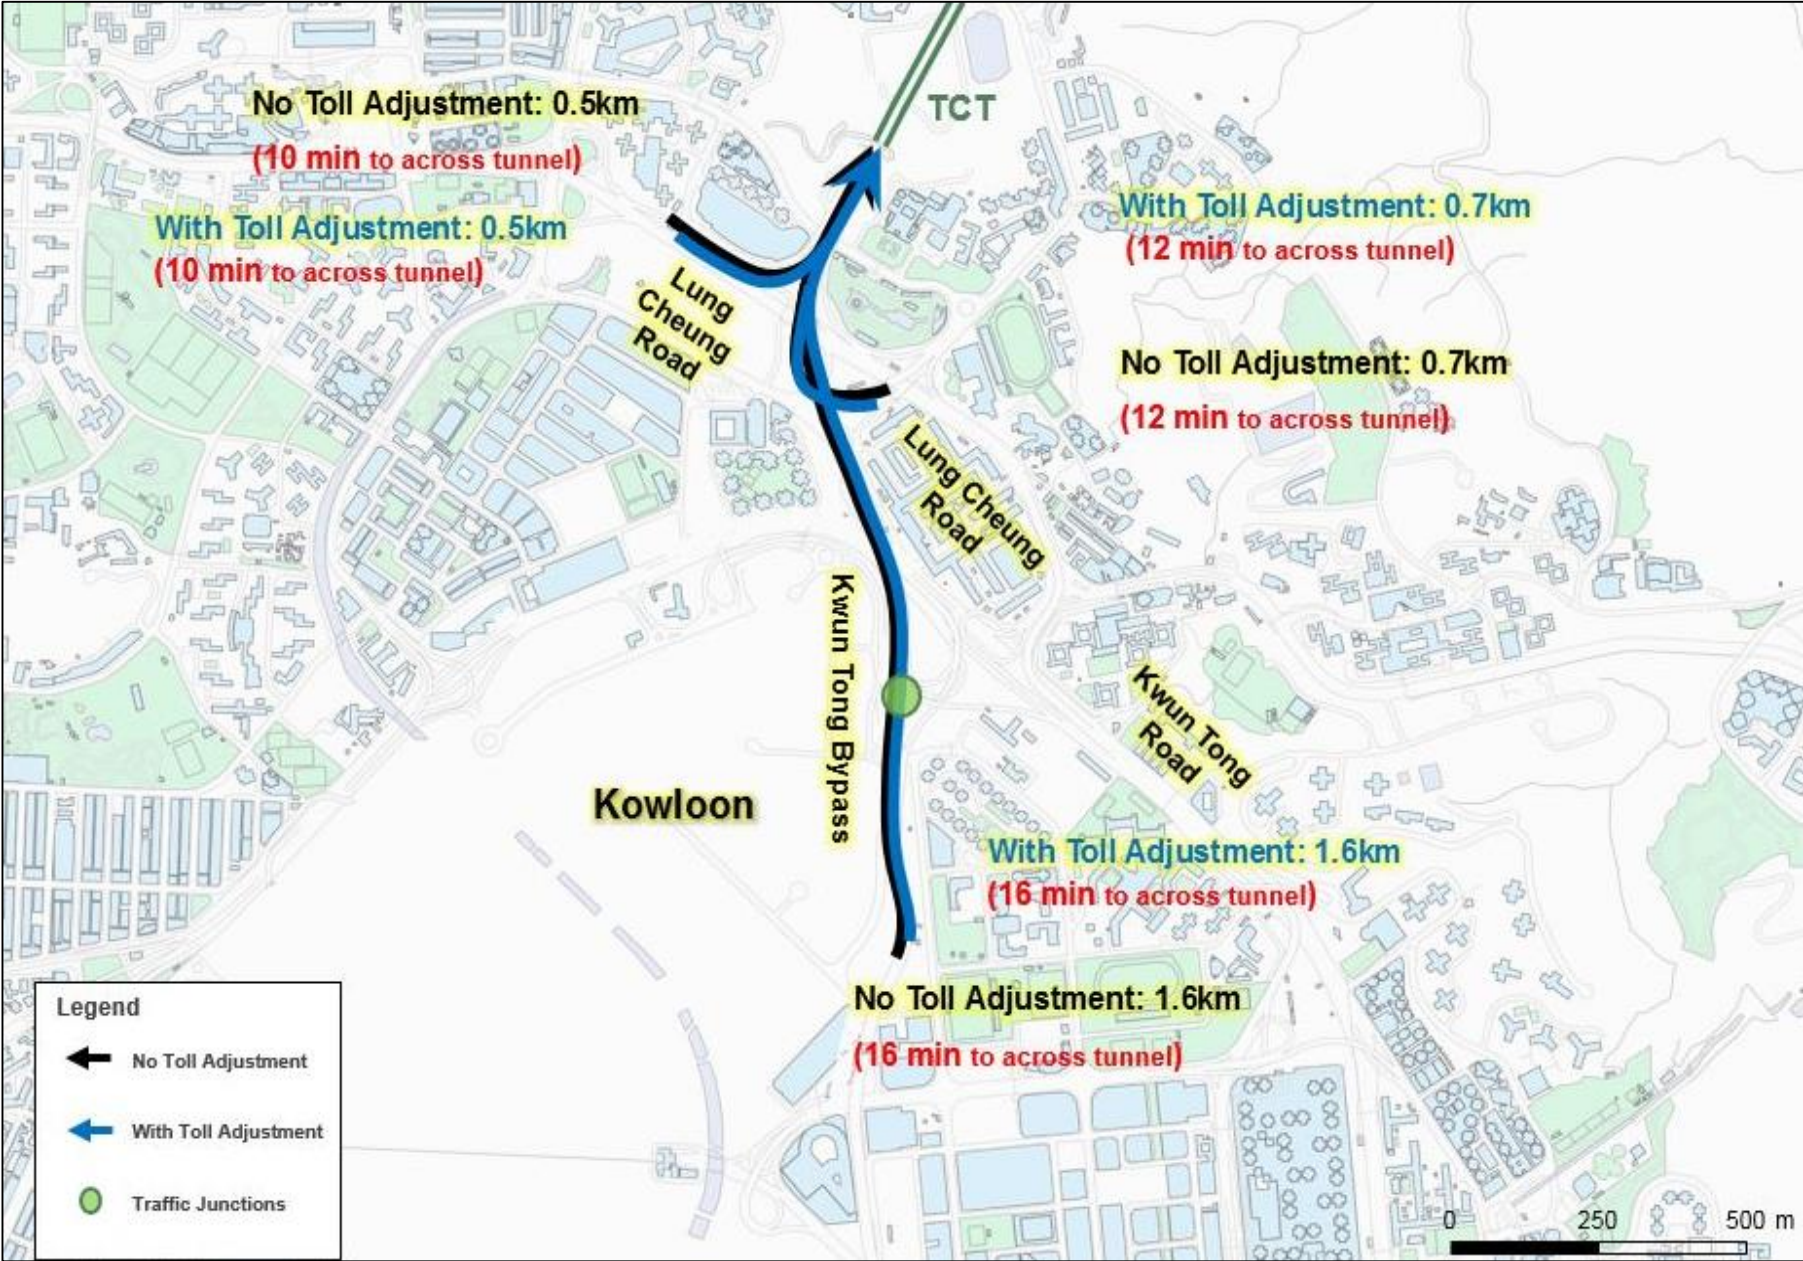 TCT
No Toll Adjustment: 0.5km
(10 min to across tunnel)
With Toll Adjustment: 0.5km
(10 min to across tunnel)
With Toll Adjustment: 0.7km
(12 min to across tunnel)
Lung
Cheung
Road
No Toll Adjustment: 0.7km
(12 min to across tunnel)
Lung Cheung
Road
Kwun Tong Bypass
Kwun Tong
Road
Kowloon
With Toll Adjustment: 1.6km
(16 min to across tunnel)
No Toll Adjustment: 1.6km
(16 min to across tunnel)
Legend
No Toll Adjustment
With Toll Adjustment
Traffic Junctions
0 250 500 m